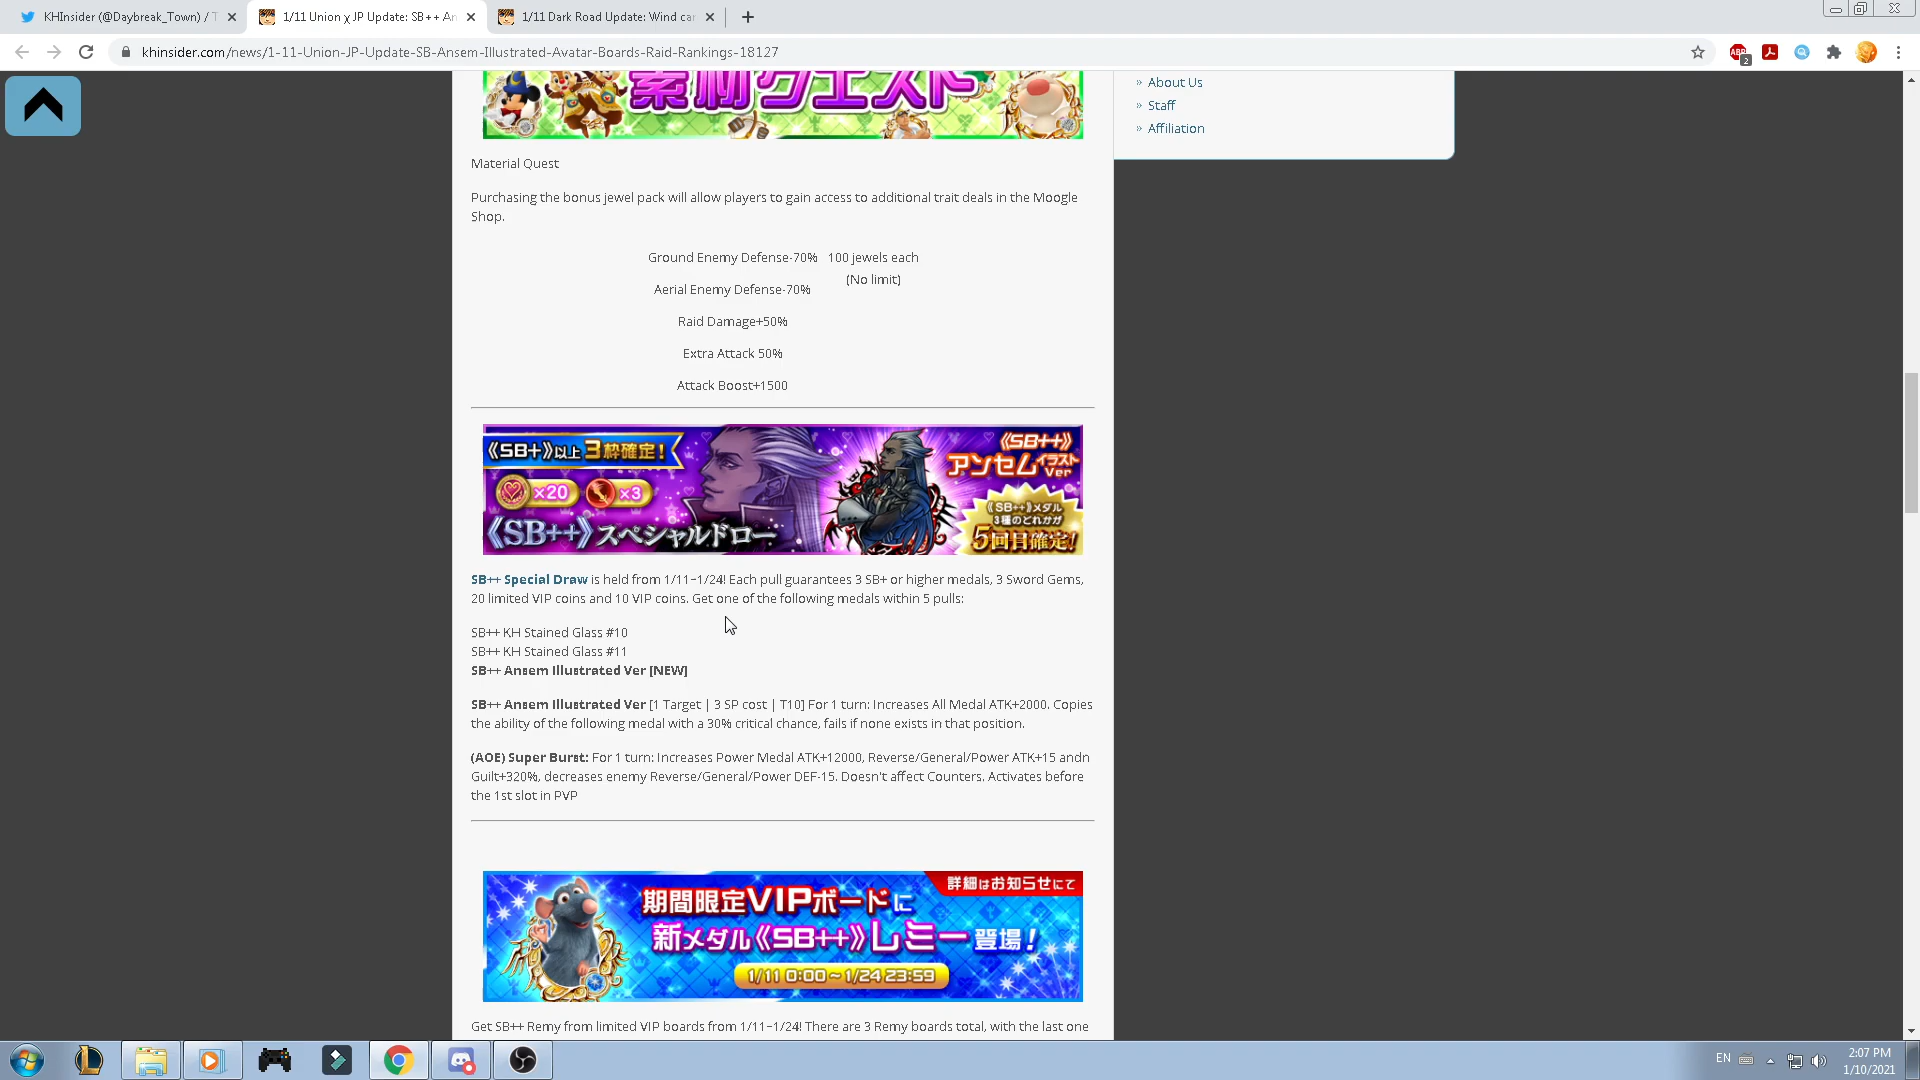 KHInsider (@Daybreak_Town) / T
1/11 Union χ JP Update: SB++ An
1/11 Dark Road Update: Wind car
khinsider.com/news/1-11-Union-JP-Update-SB-Ansem-Illustrated-Avatar-Boards-Raid-Rankings-18127
ABP
2
素材クエスト
» About Us
» Staff
» Affiliation
Material Quest
Purchasing the bonus jewel pack will allow players to gain access to additional trait deals in the Moogle
Shop.
Ground Enemy Defense-70% 100 jewels each
(No limit)
Aerial Enemy Defense-70%
Raid Damage+50%
Extra Attack 50%
Attack Boost+1500
《SB+》以上3枠確定!
×20 ×3
《SB++》スペシャルドロー
《SB++》
アンセムイラスト
Ver
《SB++》メダル
3種のどれかが
5回目確定!
SB++ Special Draw is held from 1/11~1/24! Each pull guarantees 3 SB+ or higher medals, 3 Sword Gems,
20 limited VIP coins and 10 VIP coins. Get one of the following medals within 5 pulls:
SB++ KH Stained Glass #10
SB++ KH Stained Glass #11
SB++ Ansem Illustrated Ver [NEW]
SB++ Ansem Illustrated Ver [1 Target | 3 SP cost | T10] For 1 turn: Increases All Medal ATK+2000. Copies
the ability of the following medal with a 30% critical chance, fails if none exists in that position.
(AOE) Super Burst: For 1 turn: Increases Power Medal ATK+12000, Reverse/General/Power ATK+15 andn
Guilt+320%, decreases enemy Reverse/General/Power DEF-15. Doesn't affect Counters. Activates before
the 1st slot in PVP
詳細はお知らせにて
期間限定VIPボードに
新メダル《SB++》レミー登場!
1/11 0:00~1/24 23:59
Get SB++ Remy from limited VIP boards from 1/11~1/24! There are 3 Remy boards total, with the last one
EN
2:07 PM
1/10/2021